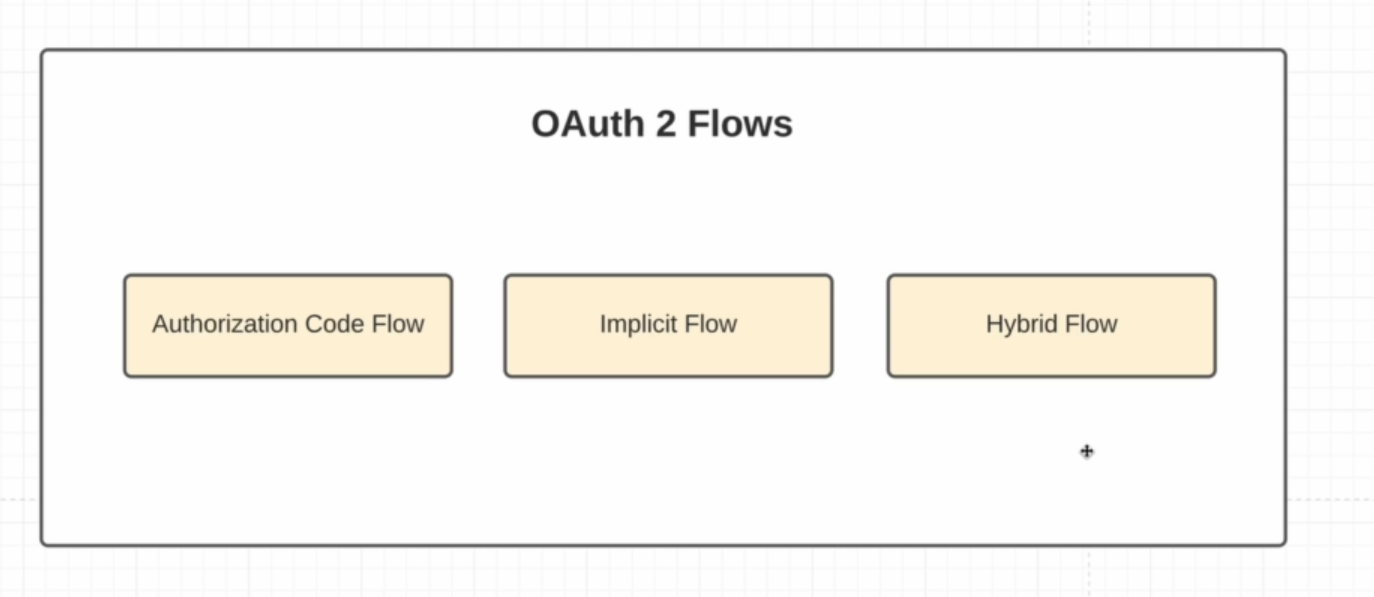 OAuth 2 Flows
Authorization Code Flow
Implicit Flow
Hybrid Flow